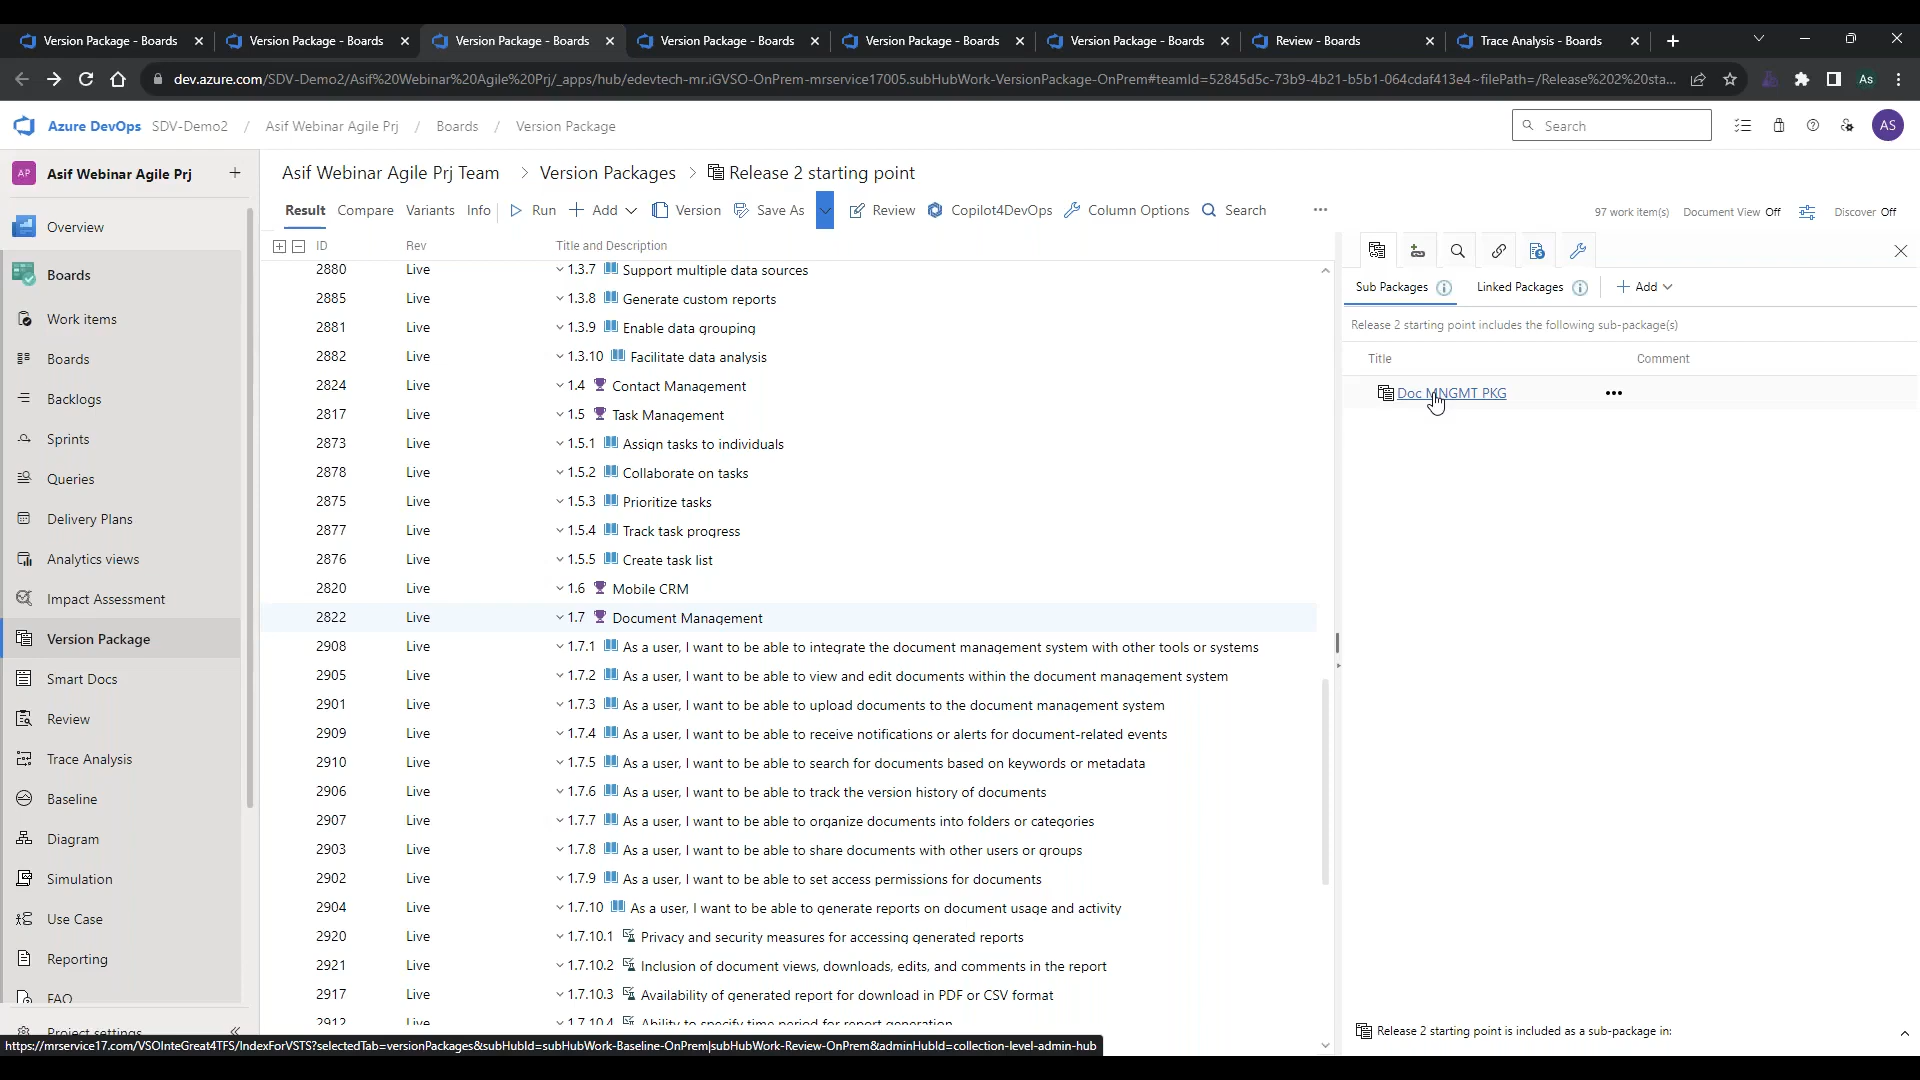 Version Package - Boards
Version Package - Boards
Version Package - Boards
Version Package - Boards
Version Package - Boards
Version Package - Boards
Review - Boards
Trace Analysis - Boards
dev.azure.com/SDV-Demo2/Asif%20Webinar%20Agile%20Prj/_apps/hub/edevtech-mr.iGVSO-OnPrem-mrservice17005.subHubWork-VersionPackage-OnPrem#teamId=52845d5c-73b9-4b21-b5b1-064cdaf413e4~filePath=/Release%202%20sta...
As
Azure DevOps SDV-Demo2 / Asif Webinar Agile Prj / Boards / Version Package
Search
AS
AP Asif Webinar Agile Prj +
Overview
Boards
Work items
Boards
Backlogs
Sprints
Queries
Delivery Plans
Analytics views
Impact Assessment
Version Package
Smart Docs
Review
Trace Analysis
Baseline
Diagram
Simulation
Use Case
Reporting
FAQ
Project settings
Asif Webinar Agile Prj Team > Version Packages > Release 2 starting point
Result Compare Variants Info Run Add Version Save As Review Copilot4DevOps Column Options Search ...
97 work item(s) Document View Off Discover Off
ID Rev Title and Description
2880 Live 1.3.7 Support multiple data sources
2885 Live 1.3.8 Generate custom reports
2881 Live 1.3.9 Enable data grouping
2882 Live 1.3.10 Facilitate data analysis
2824 Live 1.4 Contact Management
2817 Live 1.5 Task Management
2873 Live 1.5.1 Assign tasks to individuals
2878 Live 1.5.2 Collaborate on tasks
2875 Live 1.5.3 Prioritize tasks
2877 Live 1.5.4 Track task progress
2876 Live 1.5.5 Create task list
2820 Live 1.6 Mobile CRM
2822 Live 1.7 Document Management
2908 Live 1.7.1 As a user, I want to be able to integrate the document management system with other tools or systems
2905 Live 1.7.2 As a user, I want to be able to view and edit documents within the document management system
2901 Live 1.7.3 As a user, I want to be able to upload documents to the document management system
2909 Live 1.7.4 As a user, I want to be able to receive notifications or alerts for document-related events
2910 Live 1.7.5 As a user, I want to be able to search for documents based on keywords or metadata
2906 Live 1.7.6 As a user, I want to be able to track the version history of documents
2907 Live 1.7.7 As a user, I want to be able to organize documents into folders or categories
2903 Live 1.7.8 As a user, I want to be able to share documents with other users or groups
2902 Live 1.7.9 As a user, I want to be able to set access permissions for documents
2904 Live 1.7.10 As a user, I want to be able to generate reports on document usage and activity
2920 Live 1.7.10.1 Privacy and security measures for accessing generated reports
2921 Live 1.7.10.2 Inclusion of document views, downloads, edits, and comments in the report
2917 Live 1.7.10.3 Availability of generated report for download in PDF or CSV format
2912 Live 1.7.10.4 Ability to specify time period for report generation
Sub Packages Linked Packages Add
Release 2 starting point includes the following sub-package(s)
Title Comment
Doc MNGMT PKG
Release 2 starting point is included as a sub-package in:
https://mrservice17.com/VSOInteGreat4TFS/IndexForVSTS?selectedTab=versionPackages&subHubId=subHubWork-Baseline-OnPrem|subHubWork-Review-OnPrem&adminHubId=collection-level-admin-hub